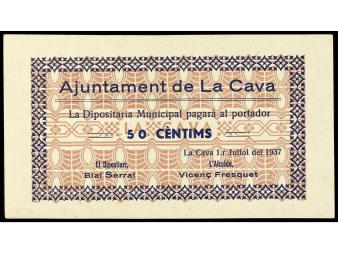 Ajuntament de La Cava
La Dipositaria Municipal pagarà al portador
50 CÈNTIMS
La Cava 1.r Juliol del 1937
El Dipositari, L'Alcalde,
Blai Serral Vicenç Fresquet